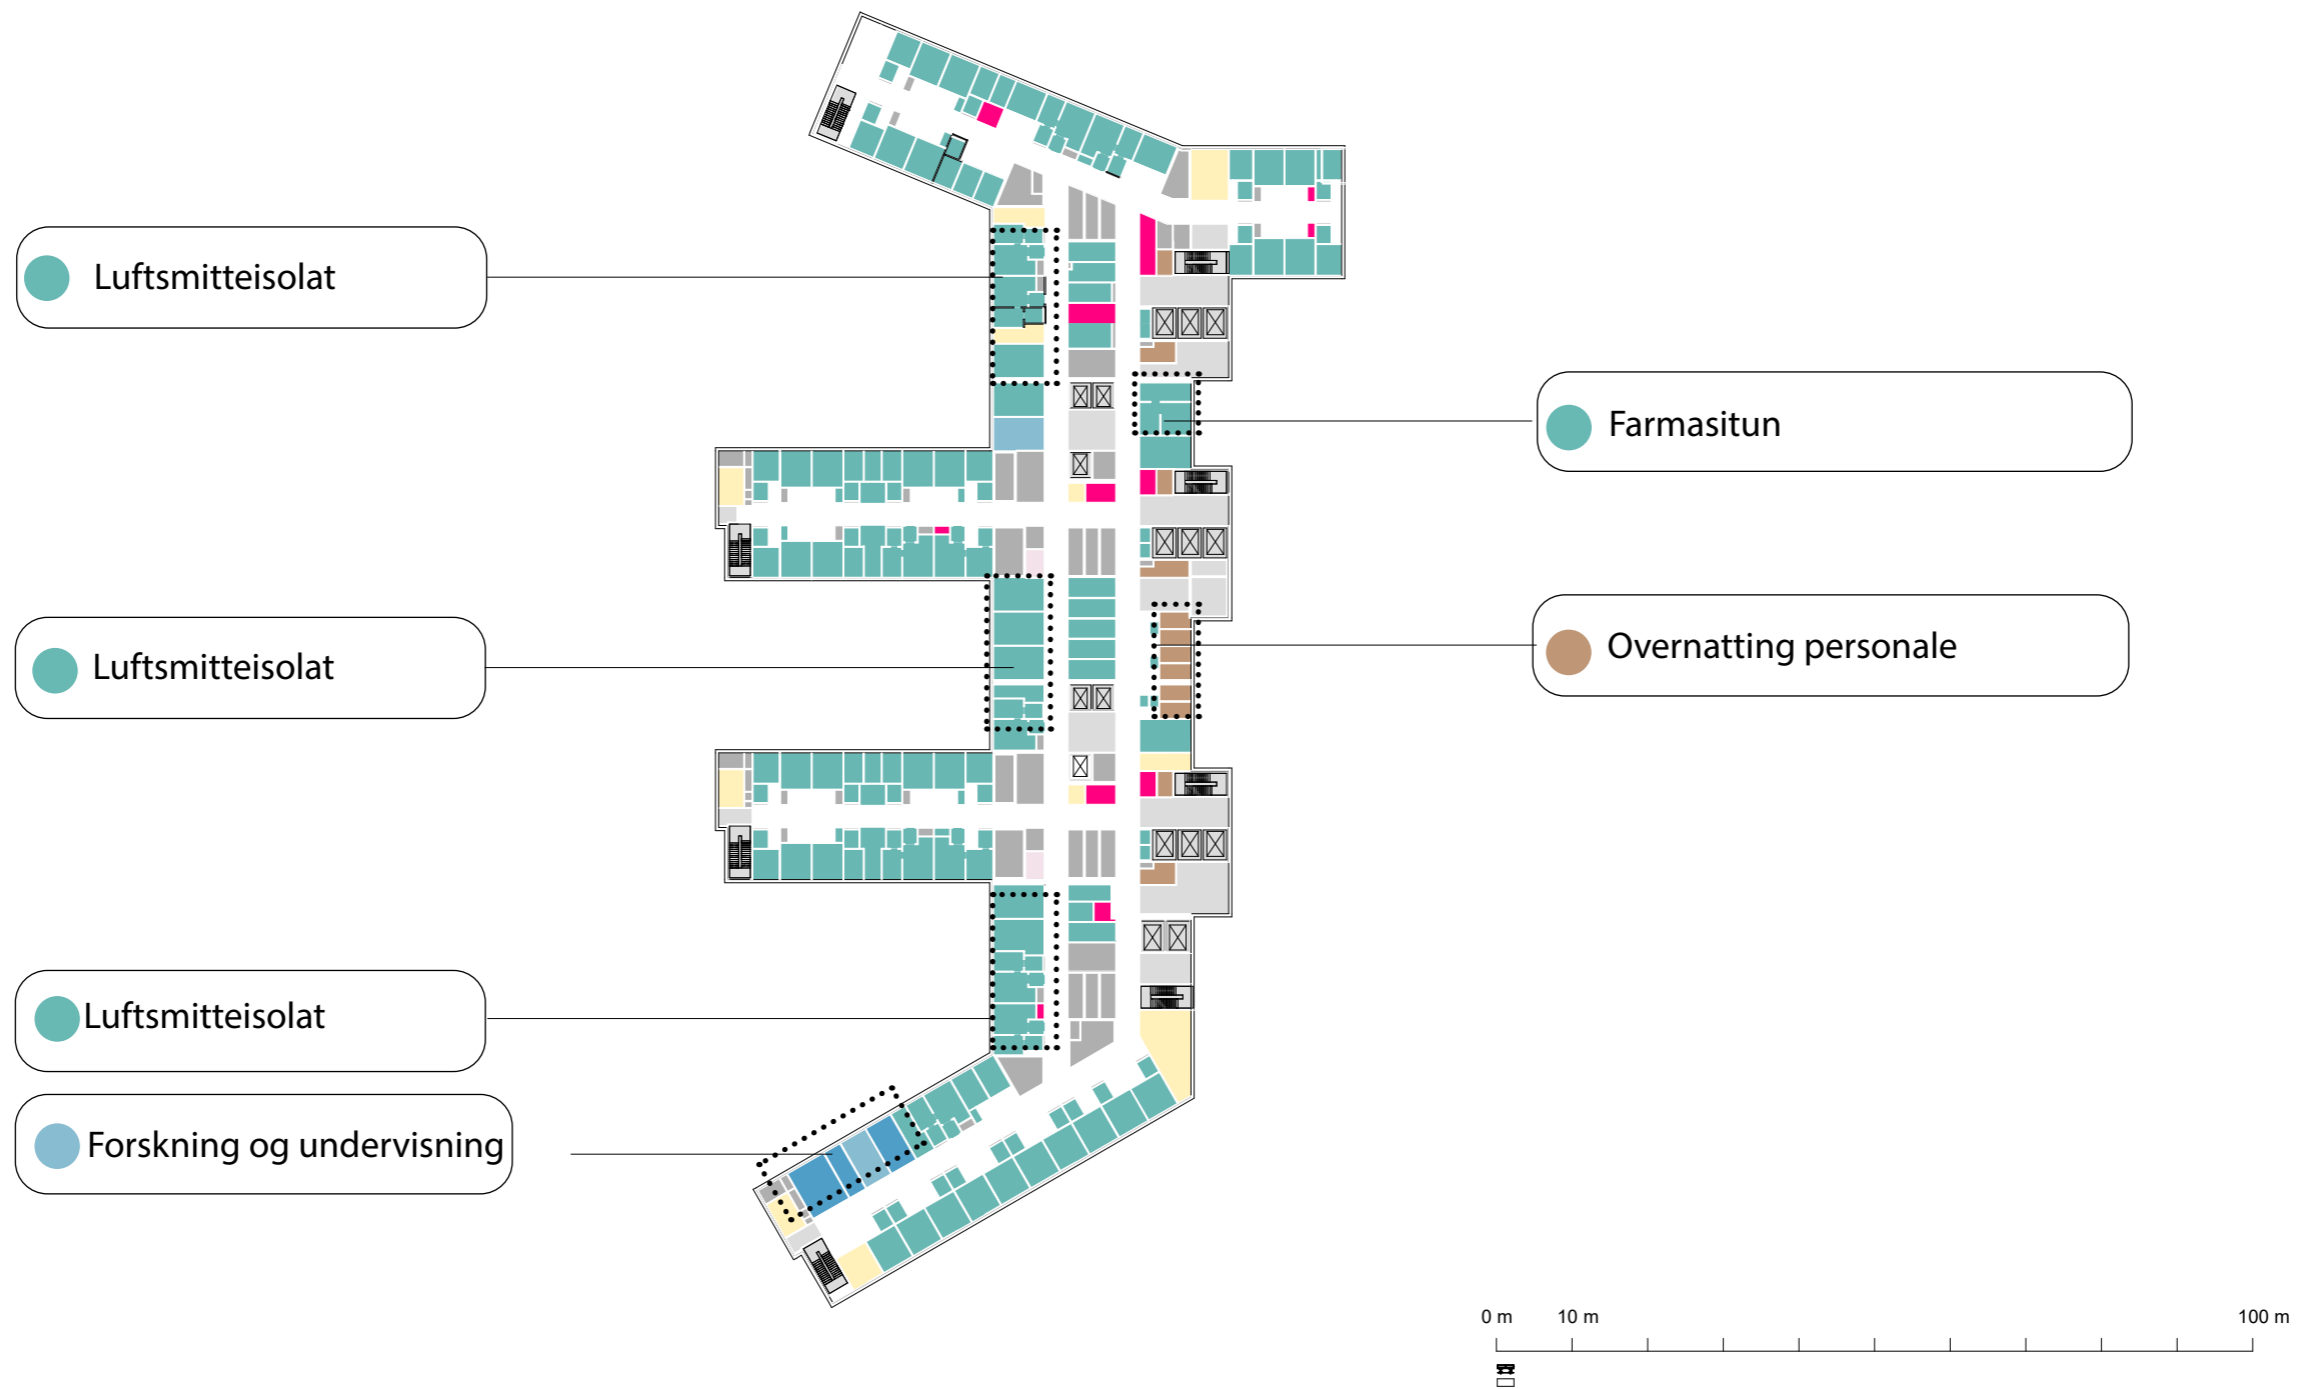 Luftsmitteisolat
Farmasitun
Overnatting personale
Luftsmitteisolat
Luftsmitteisolat
Forskning og undervisning
0 m 10 m 100 m